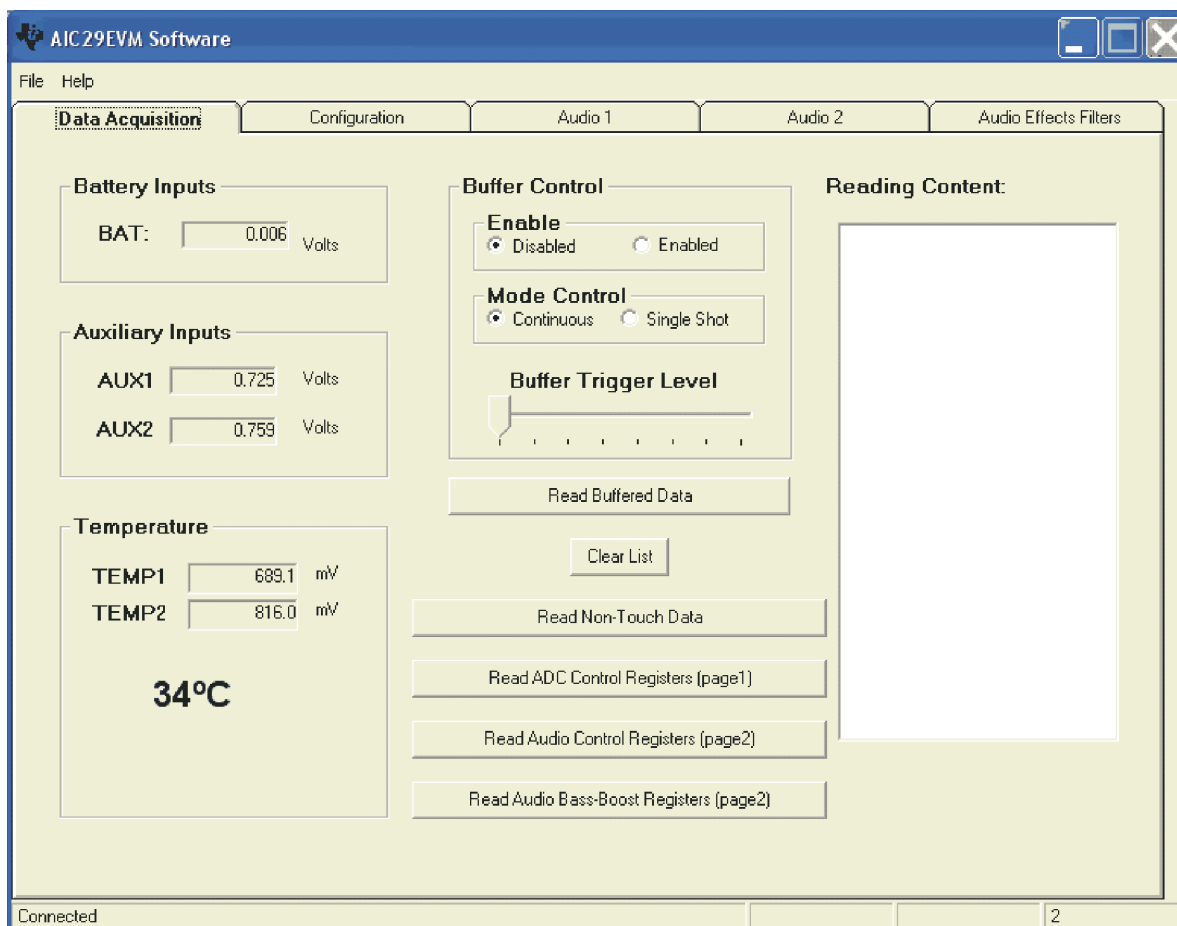 AIC29EVM Software
File Help
Data Acquisition Configuration Audio 1 Audio 2 Audio Effects Filters
Battery Inputs
BAT: 0.006 Volts
Auxiliary Inputs
AUX1 0.725 Volts
AUX2 0.759 Volts
Temperature
TEMP1 689.1 mV
TEMP2 816.0 mV
34ºC
Buffer Control
Enable
Disabled Enabled
Mode Control
Continuous Single Shot
Buffer Trigger Level
Read Buffered Data
Clear List
Read Non-Touch Data
Read ADC Control Registers (page1)
Read Audio Control Registers (page2)
Read Audio Bass-Boost Registers (page2)
Reading Content:
Connected 2